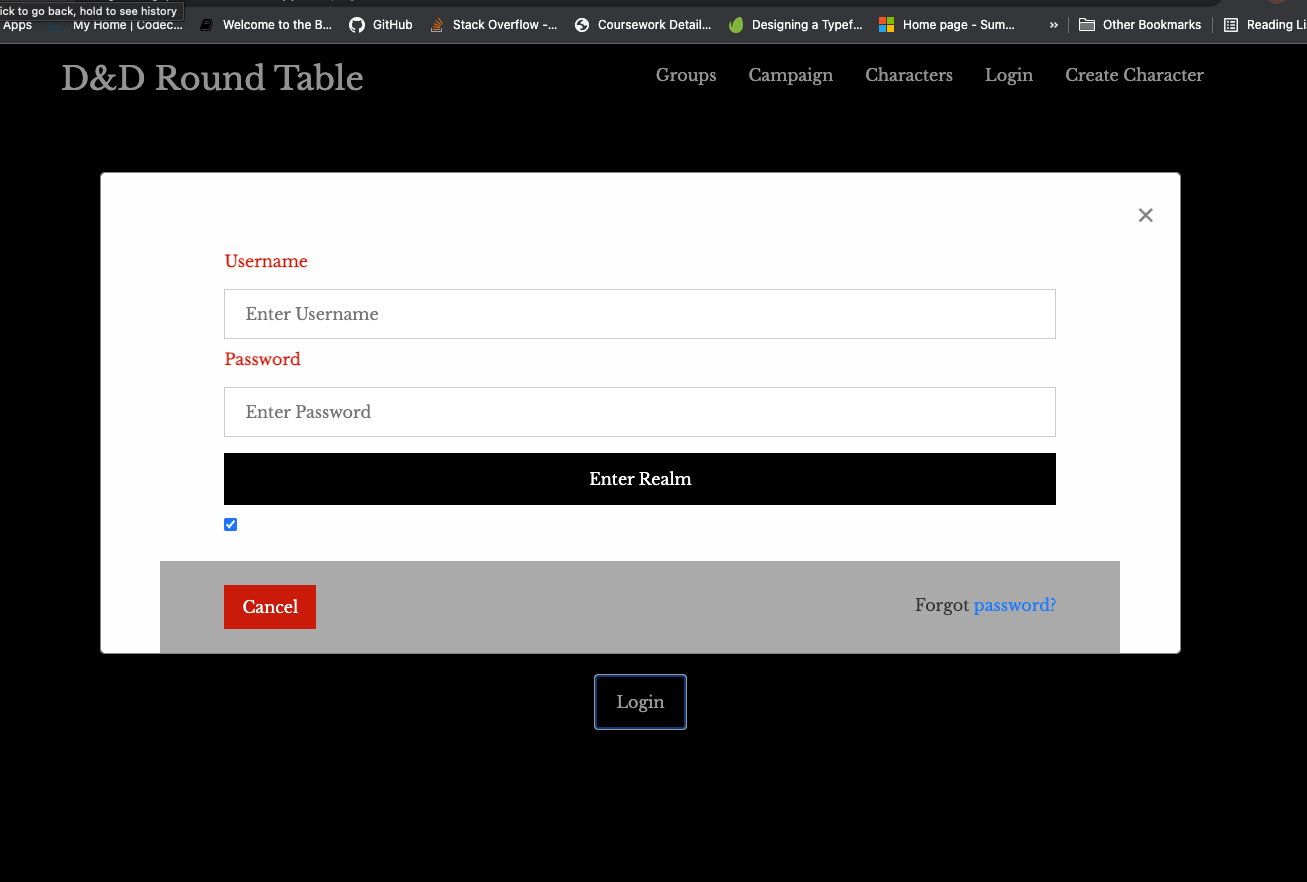 ick to go back, hold to see history
Apps My Home | Codec... Welcome to the B... GitHub Stack Overflow -... Coursework Detail... Designing a Typef... Home page - Sum... » Other Bookmarks Reading Li
D&D Round Table Groups Campaign Characters Login Create Character
×
Username
Enter Username
Password
Enter Password
Enter Realm
Cancel Forgot password?
Login